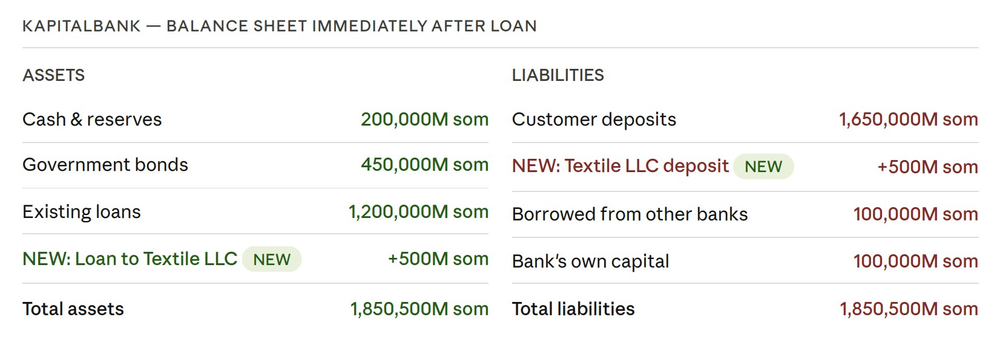 KAPITALBANK — BALANCE SHEET IMMEDIATELY AFTER LOAN
ASSETS
Cash & reserves 200,000M som
Government bonds 450,000M som
Existing loans 1,200,000M som
NEW: Loan to Textile LLC NEW +500M som
Total assets 1,850,500M som
LIABILITIES
Customer deposits 1,650,000M som
NEW: Textile LLC deposit NEW +500M som
Borrowed from other banks 100,000M som
Bank's own capital 100,000M som
Total liabilities 1,850,500M som